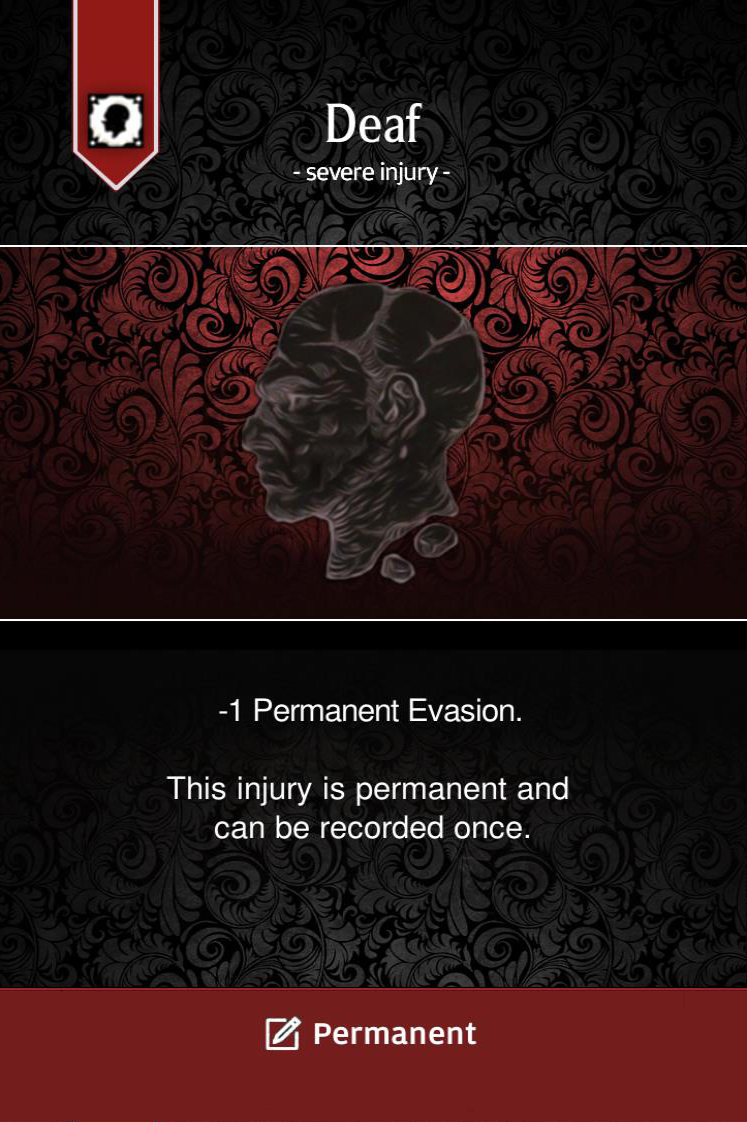 Deaf
- severe injury -
-1 Permanent Evasion.
This injury is permanent and
can be recorded once.
Permanent